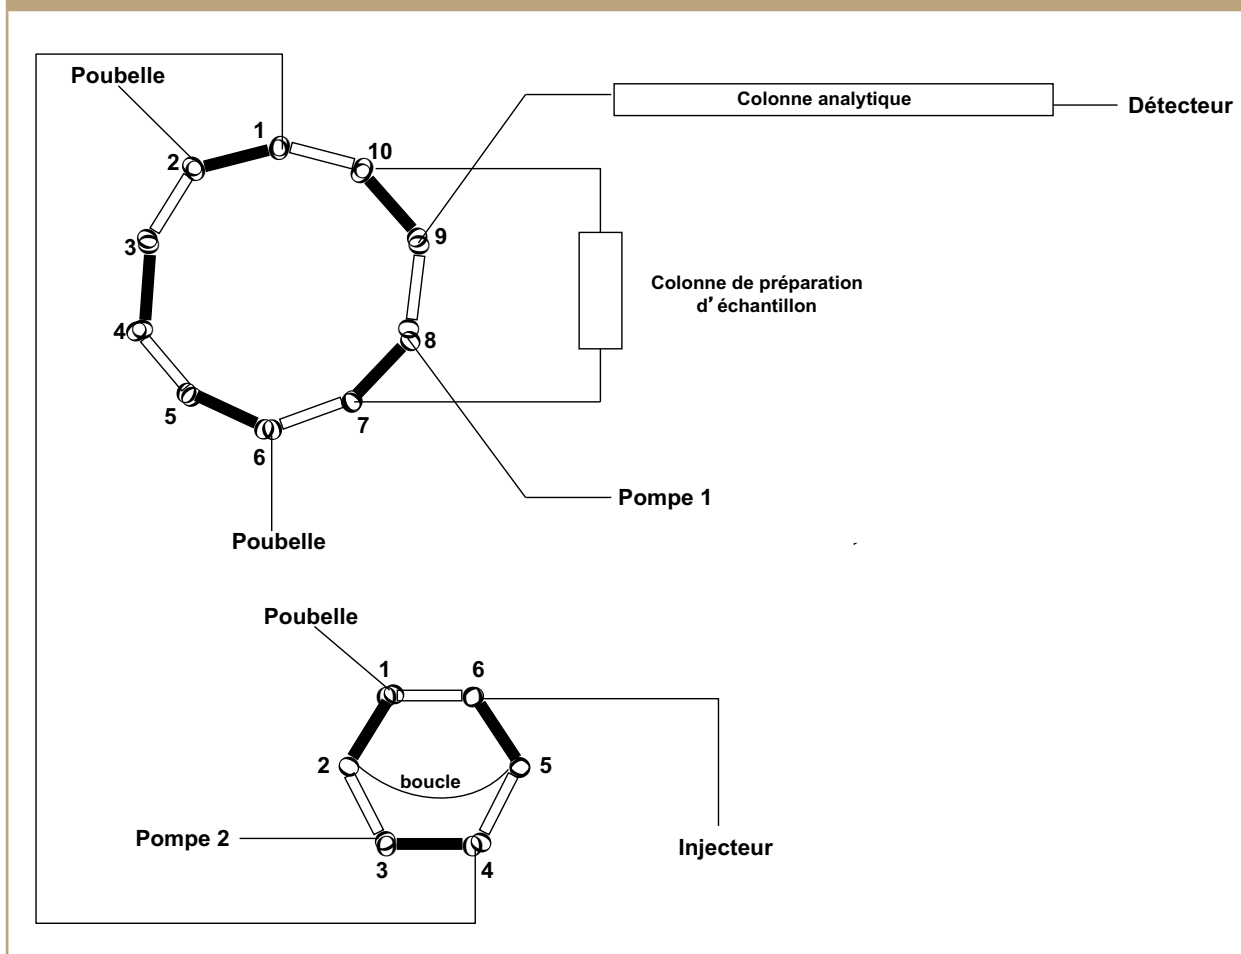 Poubelle
Colonne analytique
Détecteur
1
2
10
3
9
Colonne de préparation
d’échantillon
4
8
5
7
6
Pompe 1
Poubelle
Poubelle
1
6
2
5
boucle
Pompe 2
Injecteur
3
4